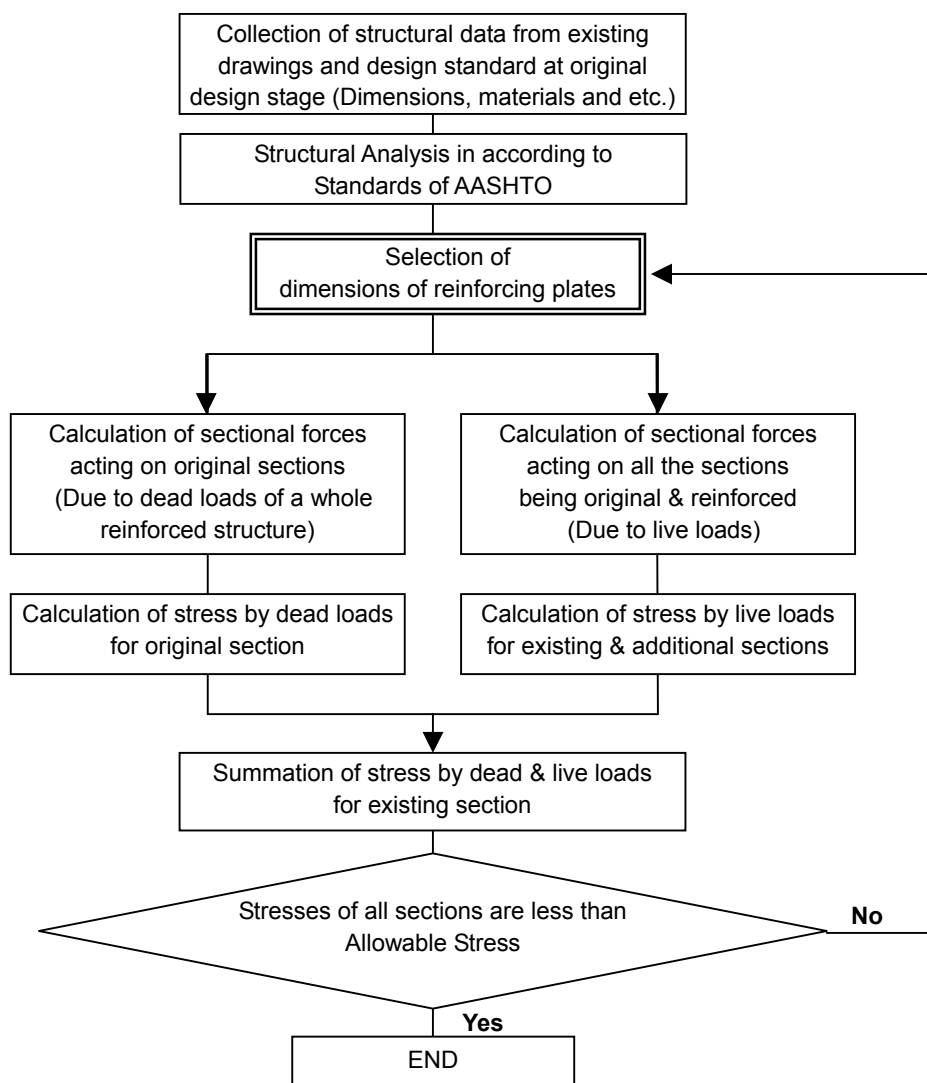 Collection of structural data from existing
drawings and design standard at original
design stage (Dimensions, materials and etc.)
Structural Analysis in according to
Standards of AASHTO
Selection of
dimensions of reinforcing plates
Calculation of sectional forces
acting on original sections
(Due to dead loads of a whole
reinforced structure)
Calculation of sectional forces
acting on all the sections
being original & reinforced
(Due to live loads)
Calculation of stress by dead loads
for original section
Calculation of stress by live loads
for existing & additional sections
Summation of stress by dead & live loads
for existing section
Stresses of all sections are less than
Allowable Stress
No
Yes
END